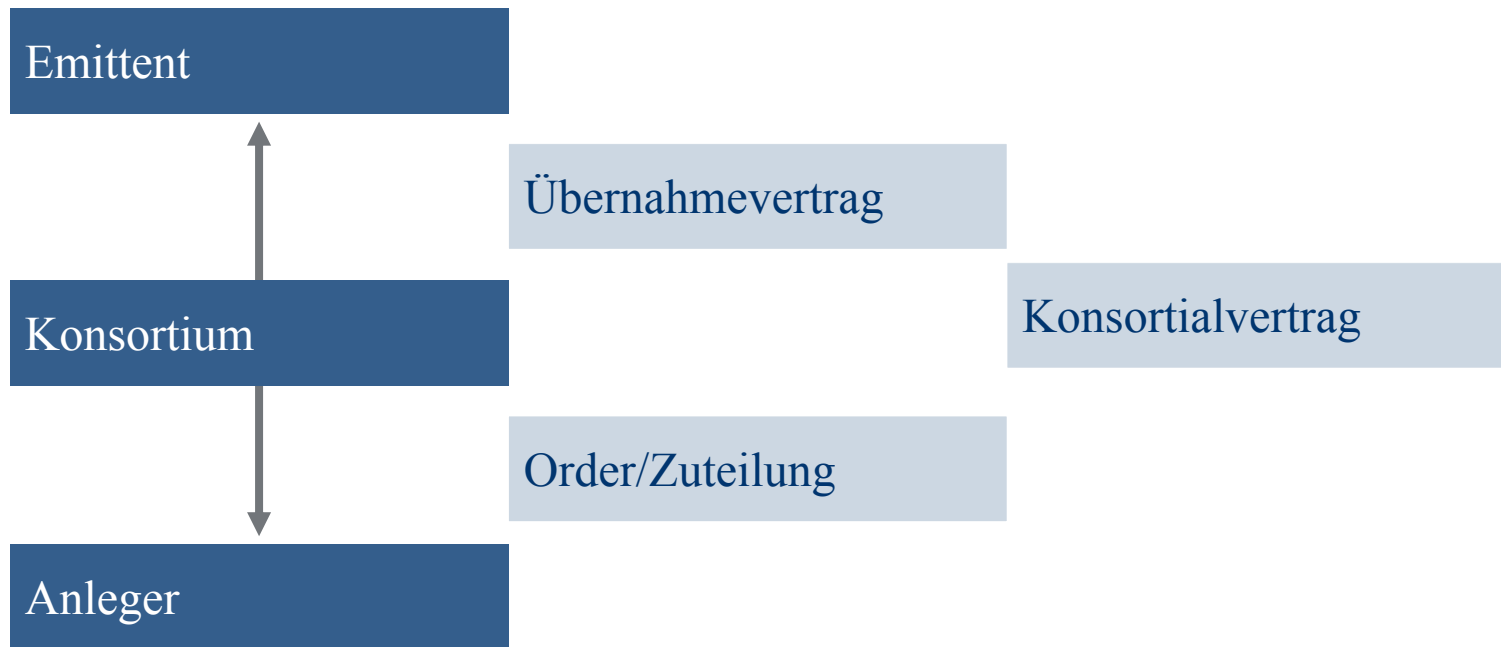 Emittent
Übernahmevertrag
Konsortium
Konsortialvertrag
Order/Zuteilung
Anleger